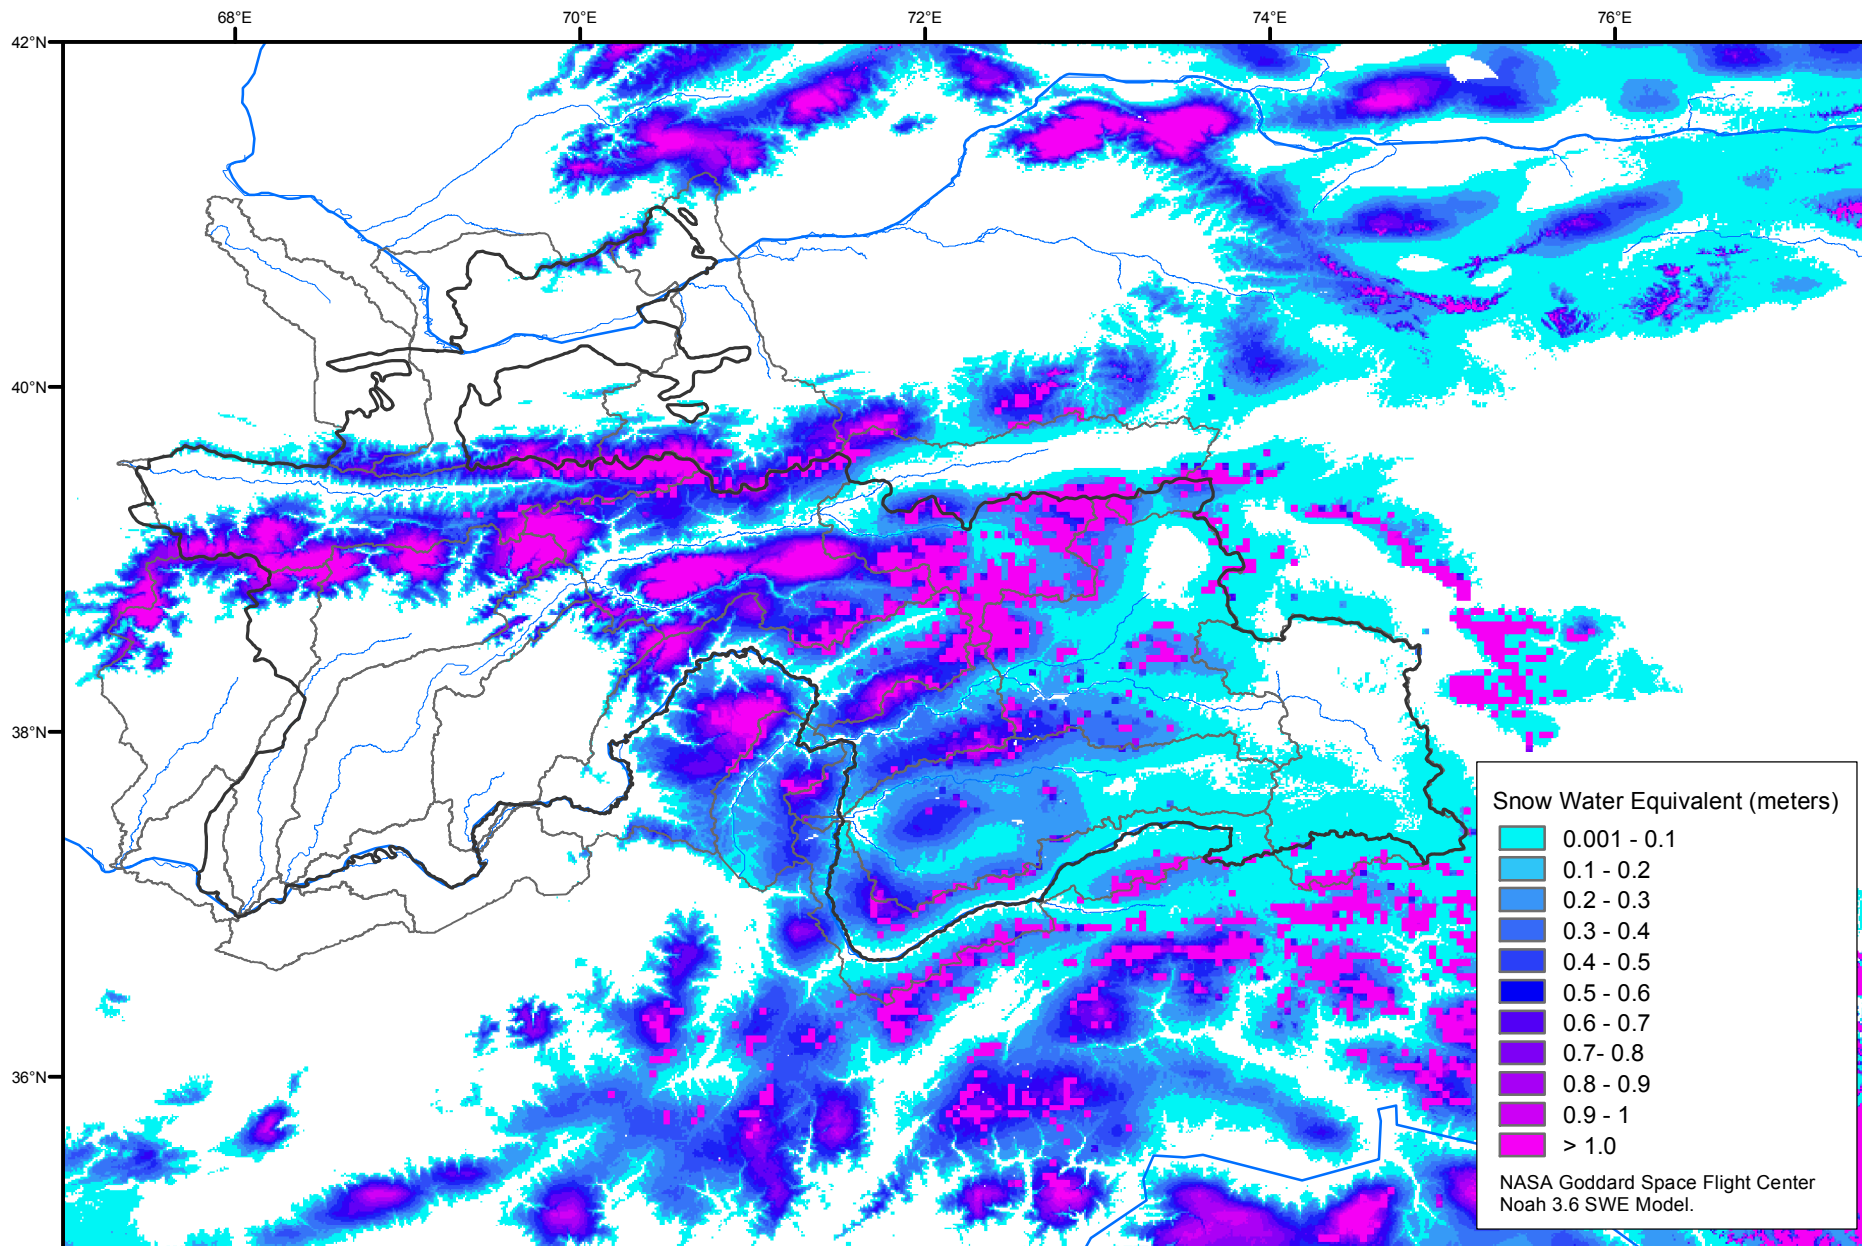 68°E 70°E 72°E 74°E 76°E
42°N
40°N
38°N
36°N
Snow Water Equivalent (meters)
0.001 - 0.1
0.1 - 0.2
0.2 - 0.3
0.3 - 0.4
0.4 - 0.5
0.5 - 0.6
0.6 - 0.7
0.7- 0.8
0.8 - 0.9
0.9 - 1
> 1.0
NASA Goddard Space Flight Center
Noah 3.6 SWE Model.